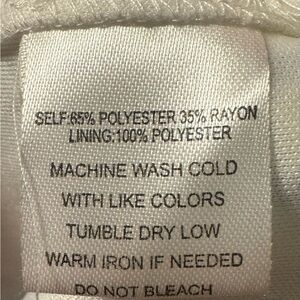 SELF:65% POLYESTER 35% RAYON
LINING:100% POLYESTER
MACHINE WASH COLD
WITH LIKE COLORS
TUMBLE DRY LOW
WARM IRON IF NEEDED
DO NOT BLEACH